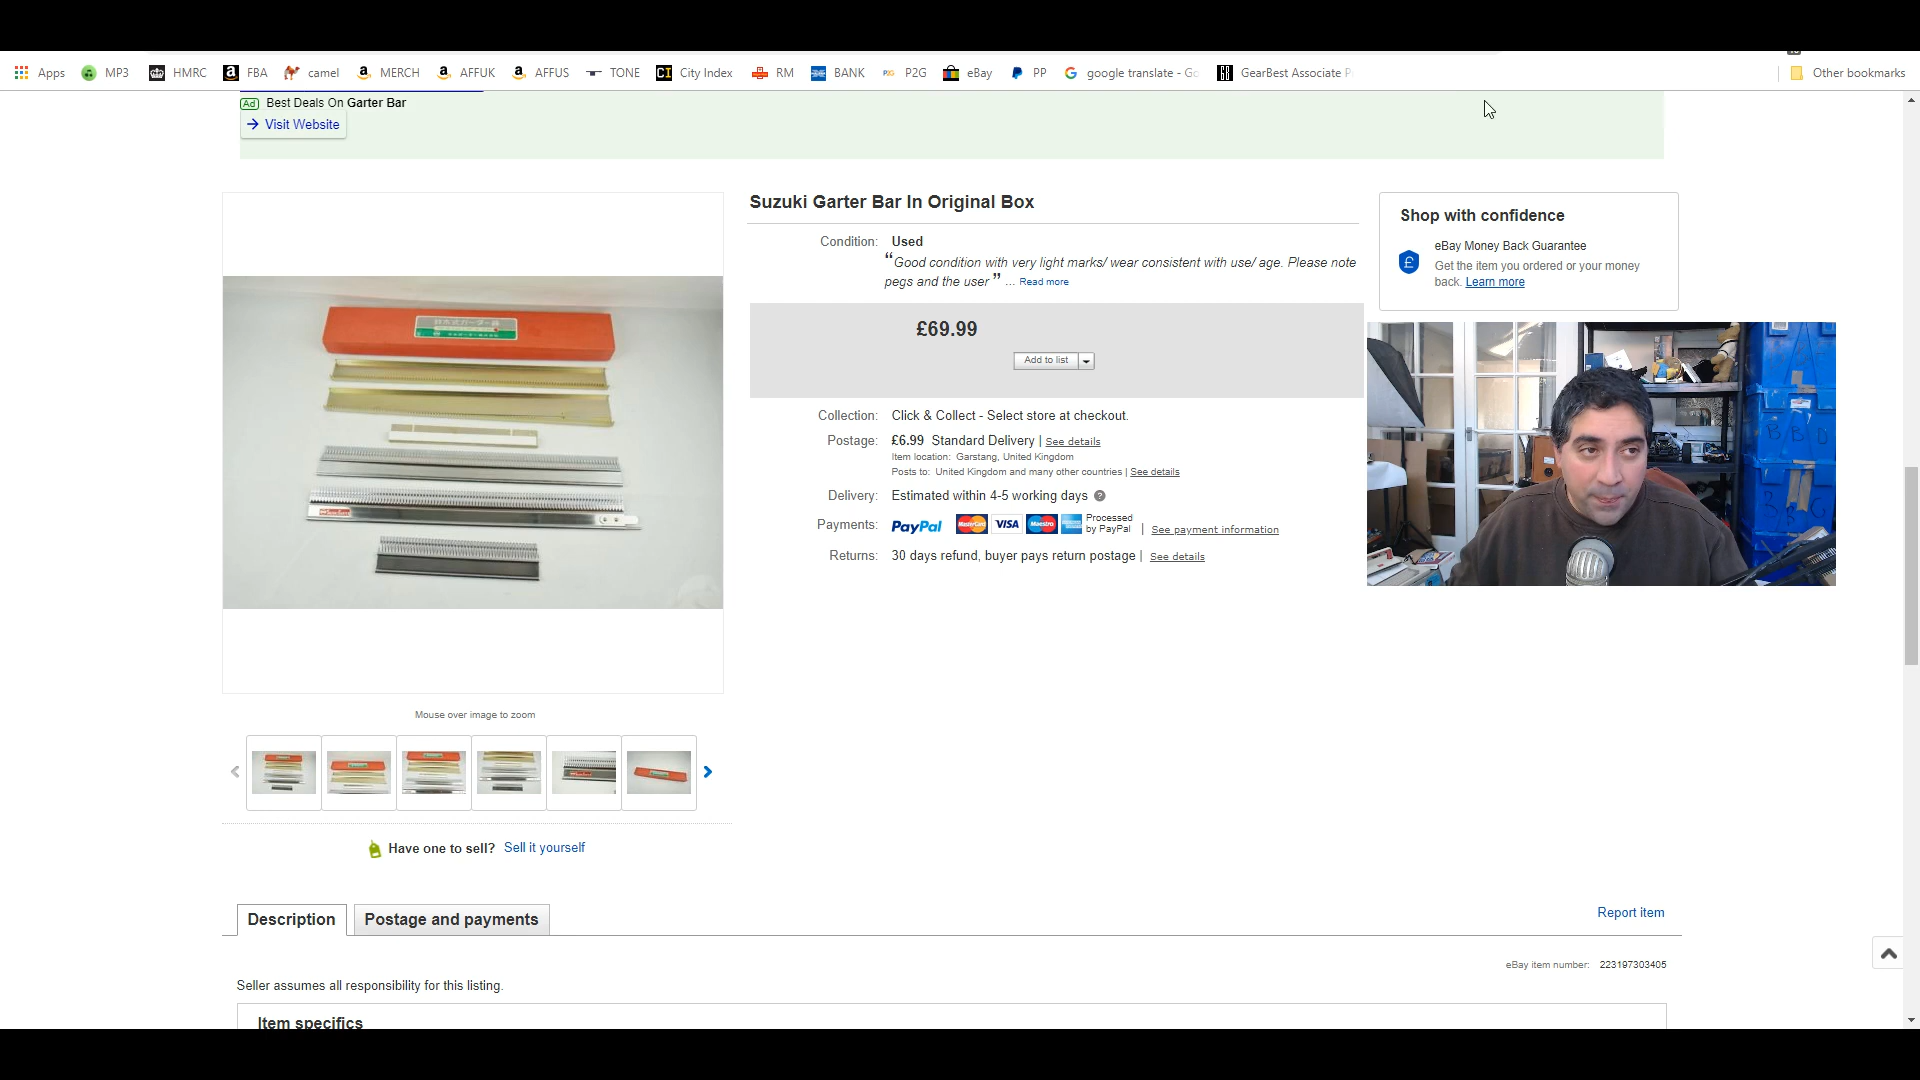 Apps MP3 HMRC FBA camel MERCH AFFUK AFFUS TONE City Index RM BANK P2G eBay PP google translate - Go GearBest Associate P Other bookmarks
Ad Best Deals On Garter Bar
→ Visit Website
Suzuki Garter Bar In Original Box
Condition: Used
“Good condition with very light marks/ wear consistent with use/ age. Please note
pegs and the user” ... Read more
£69.99
Add to list
Collection: Click & Collect - Select store at checkout.
Postage: £6.99 Standard Delivery | See details
Item location: Garstang, United Kingdom
Posts to: United Kingdom and many other countries | See details
Delivery: Estimated within 4-5 working days
Payments: PayPal MasterCard VISA Maestro Processed by PayPal | See payment information
Returns: 30 days refund, buyer pays return postage | See details
Shop with confidence
eBay Money Back Guarantee
Get the item you ordered or your money
back. Learn more
Mouse over image to zoom
Have one to sell? Sell it yourself
Description Postage and payments
Report item
eBay item number: 223197303405
Seller assumes all responsibility for this listing.
Item specifics